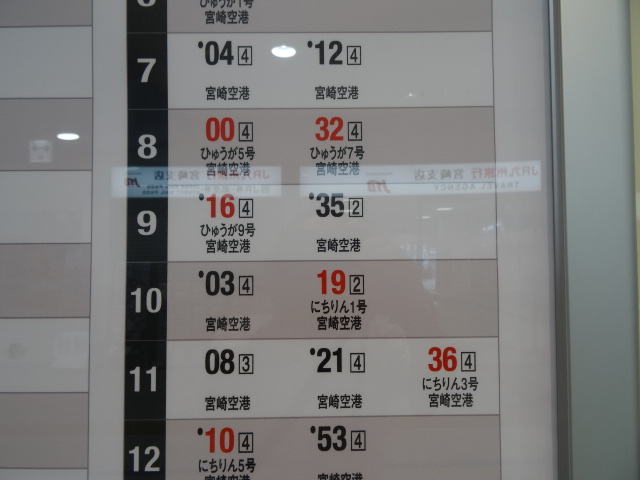 ひゅうが1号
宮崎空港
7
'04 4
'12 4
宮崎空港
宮崎空港
8
00 4
32 4
ひゅうが5号
ひゅうが7号
宮崎空港
宮崎空港
JR九州旅行 宮崎支店
TRAVEL AGENCY
9
'16 4
'35 2
ひゅうが9号
宮崎空港
宮崎空港
10
'03 4
19 2
にちりん1号
宮崎空港
宮崎空港
11
08 3
'21 4
36 4
にちりん3号
宮崎空港
宮崎空港
宮崎空港
12
'10 4
'53 4
にちりん5号